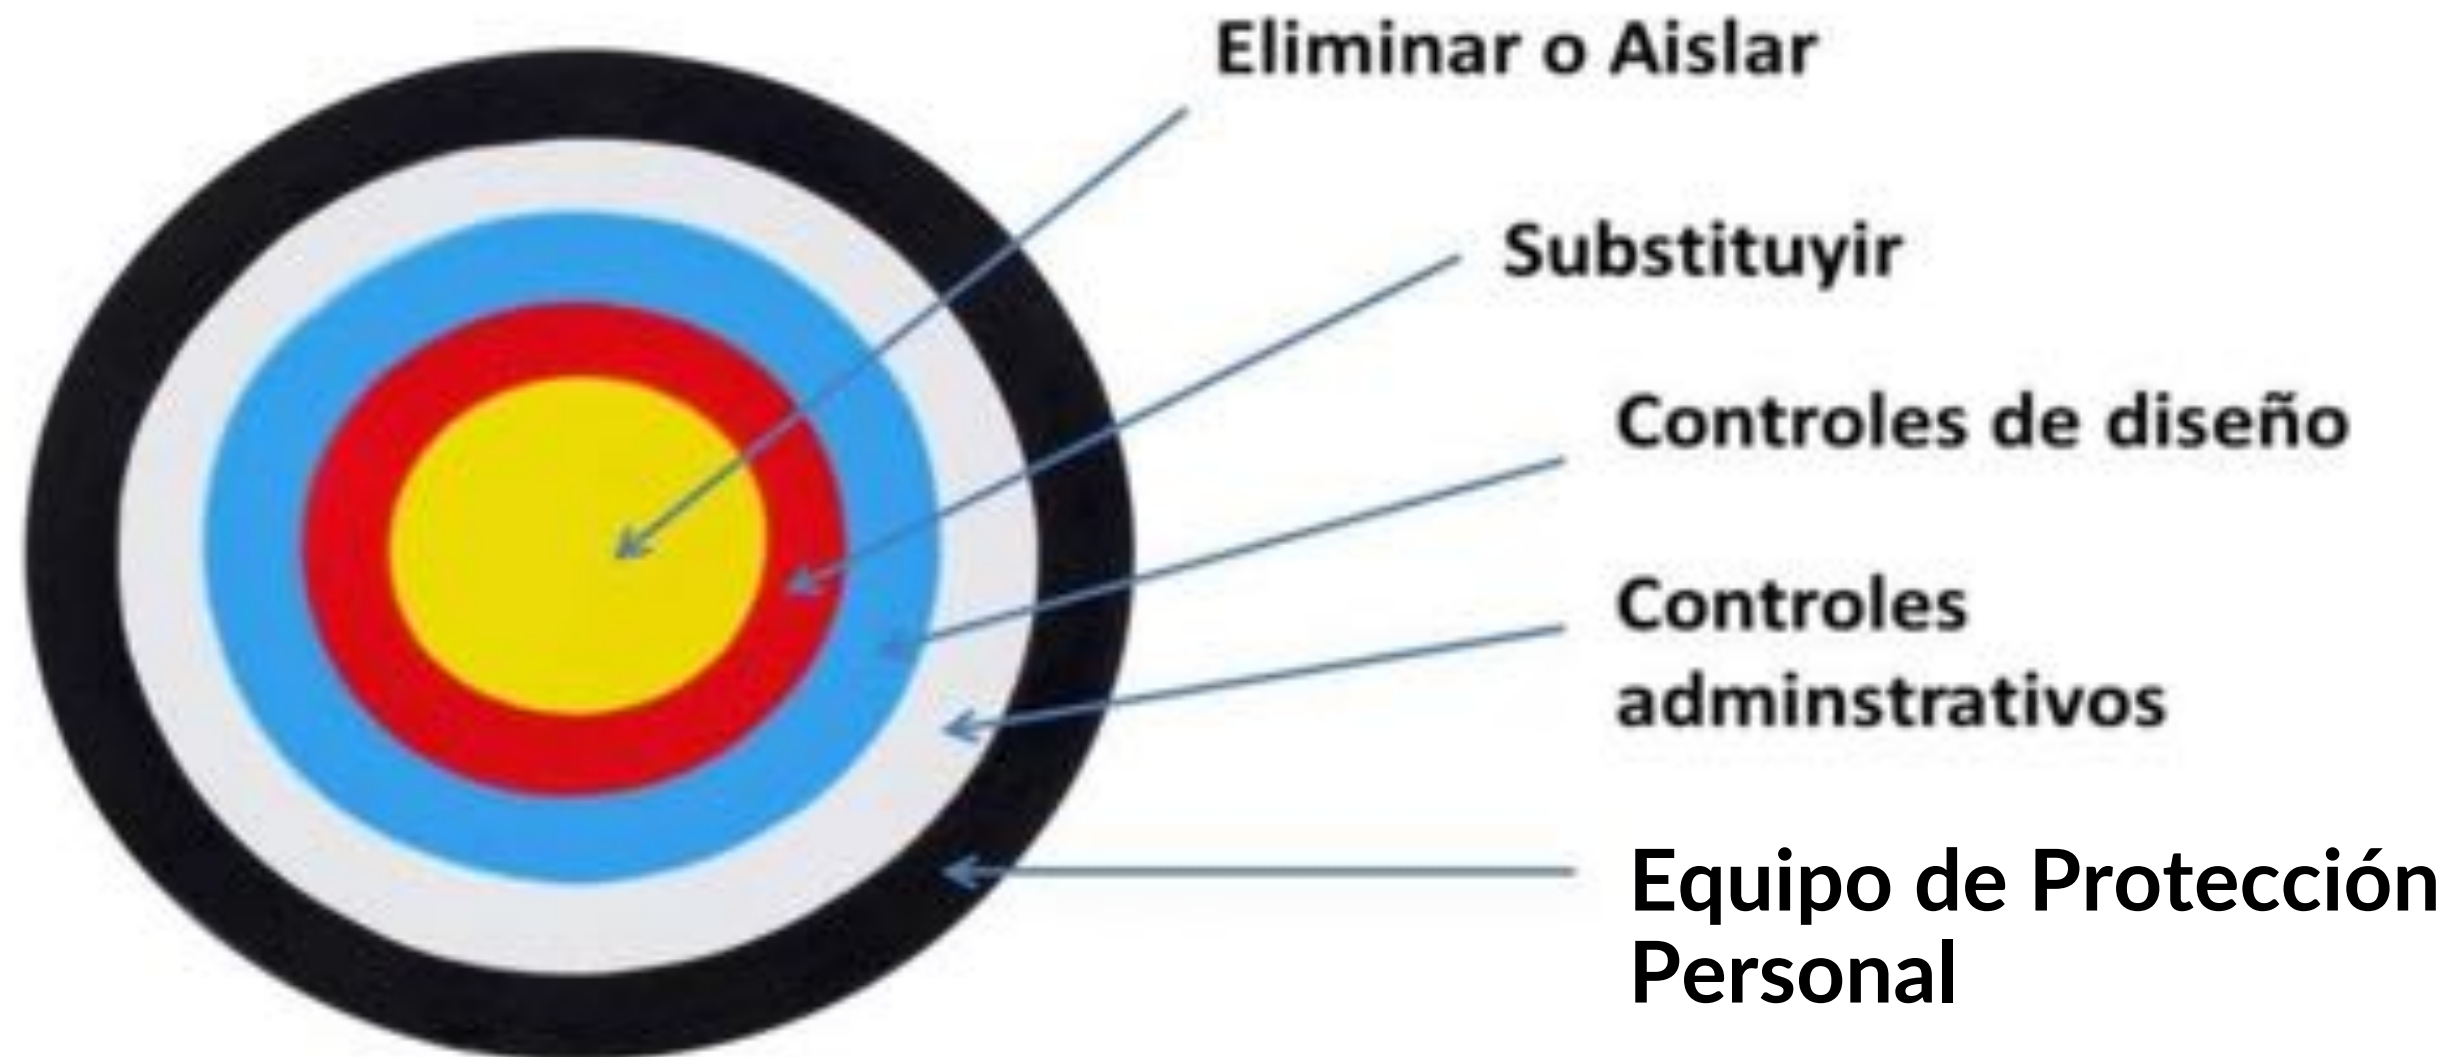 Eliminar o Aislar
Substituyir
Controles de diseño
Controles
adminstrativos
Equipo de Protección
Personal